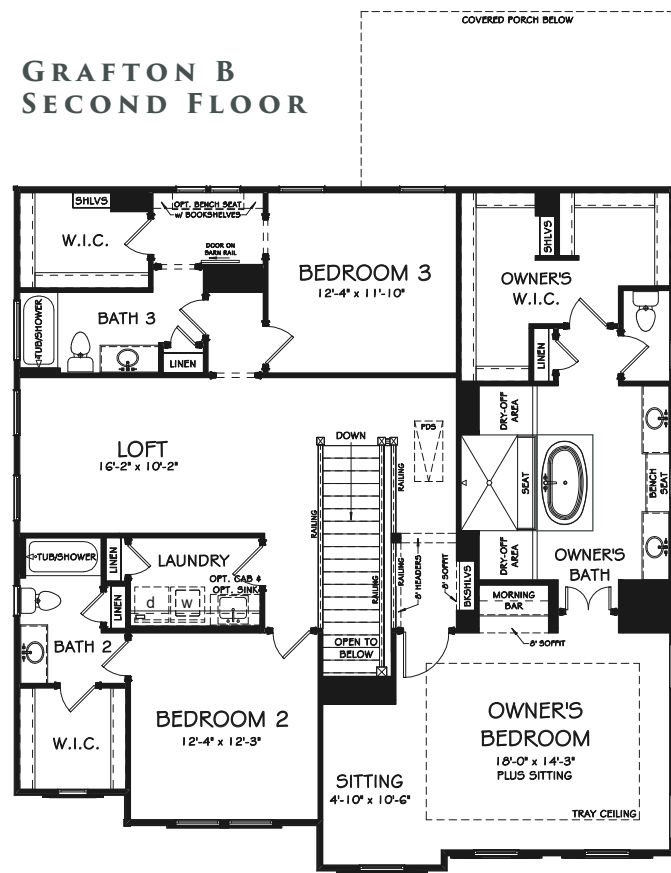 COVERED PORCH BELOW
GRAFTON B
SECOND FLOOR
SHLVS
W.I.C.
OPT. BENCH SEAT
w/ BOOKSHELVES
DOOR ON
BARN RAIL
BEDROOM 3
12'-4" x 11'-10"
SHLVS
OWNER'S
W.I.C.
TUB/SHOWER
BATH 3
LINEN
LINEN
LOFT
16'-2" x 10'-2"
DOWN
RAILING
RAILING
RAILING
RAILING
PDS
DRY-OFF
AREA
SEAT
BENCH
SEAT
DRY-OFF
AREA
OWNER'S
BATH
TUB/SHOWER
LINEN
LINEN
LAUNDRY
OPT. CAB &
OPT. SINK
d
w
8' HEADERS
8' SOFFIT
BKSHLVS
MORNING
BAR
8' SOFFIT
OPEN TO
BELOW
BATH 2
W.I.C.
BEDROOM 2
12'-4" x 12'-3"
OWNER'S
BEDROOM
18'-0" x 14'-3"
PLUS SITTING
SITTING
4'-10" x 10'-6"
TRAY CEILING